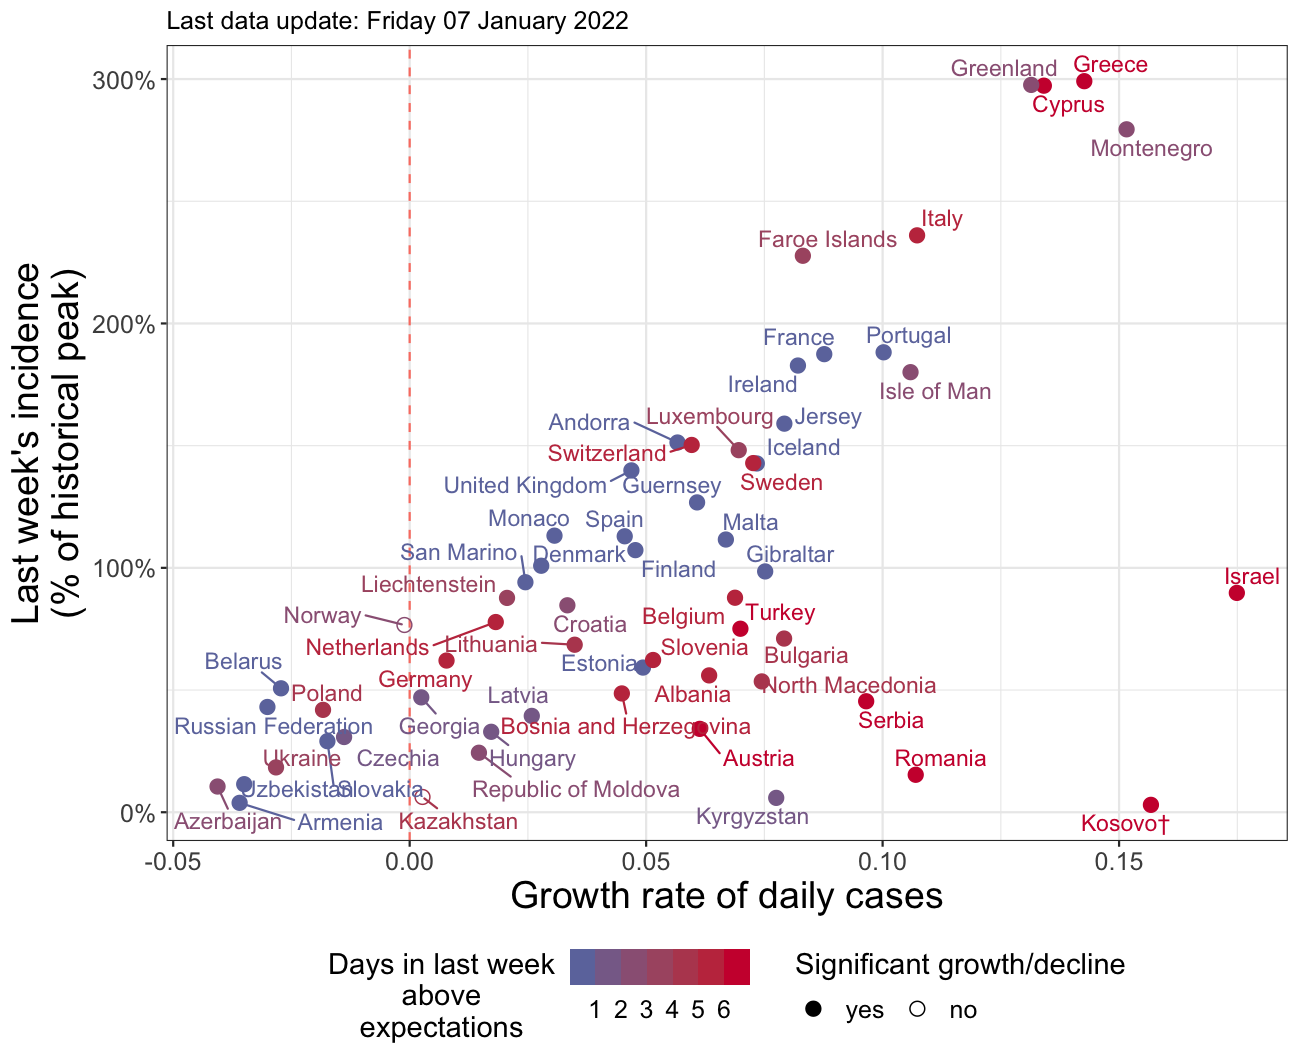 Last data update: Friday 07 January 2022
Last week's incidence
(% of historical peak)
300%
200%
100%
0%
Greenland
Greece
Cyprus
Montenegro
Italy
Faroe Islands
France
Portugal
Ireland
Isle of Man
Andorra
Luxembourg
Jersey
Switzerland
Iceland
United Kingdom
Guernsey
Sweden
Monaco
Spain
Malta
San Marino
Denmark
Gibraltar
Finland
Israel
Liechtenstein
Norway
Croatia
Belgium
Turkey
Netherlands
Lithuania
Slovenia
Bulgaria
Belarus
Estonia
Germany
Poland
Latvia
Albania
North Macedonia
Russian Federation
Georgia
Bosnia and Herzegovina
Serbia
Ukraine
Czechia
Hungary
Austria
Romania
Uzbekistan
Slovakia
Republic of Moldova
Azerbaijan
Armenia
Kazakhstan
Kyrgyzstan
Kosovo†
-0.05
0.00
0.05
0.10
0.15
Growth rate of daily cases
Days in last week
above
expectations
1 2 3 4 5 6
Significant growth/decline
yes
no